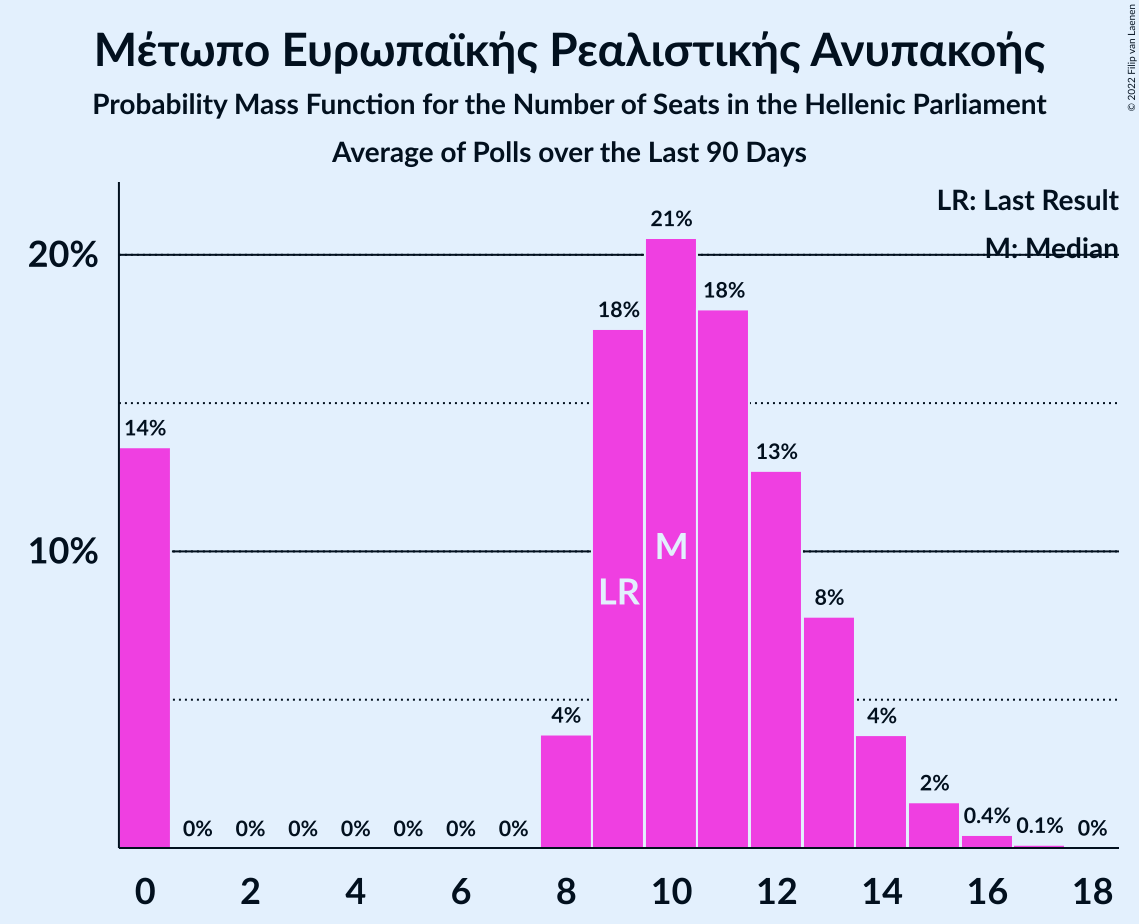 Μέτωπο Ευρωπαϊκής Ρεαλιστικής Ανυπακοής
Probability Mass Function for the Number of Seats in the Hellenic Parliament
Average of Polls over the Last 90 Days
© 2022 Filip van Laenen
LR: Last Result
M: Median
20%
10%
14%
0%
0%
0%
0%
0%
0%
0%
4%
18%
21%
18%
13%
8%
4%
2%
0.4%
0.1%
0%
LR
M
0 2 4 6 8 10 12 14 16 18